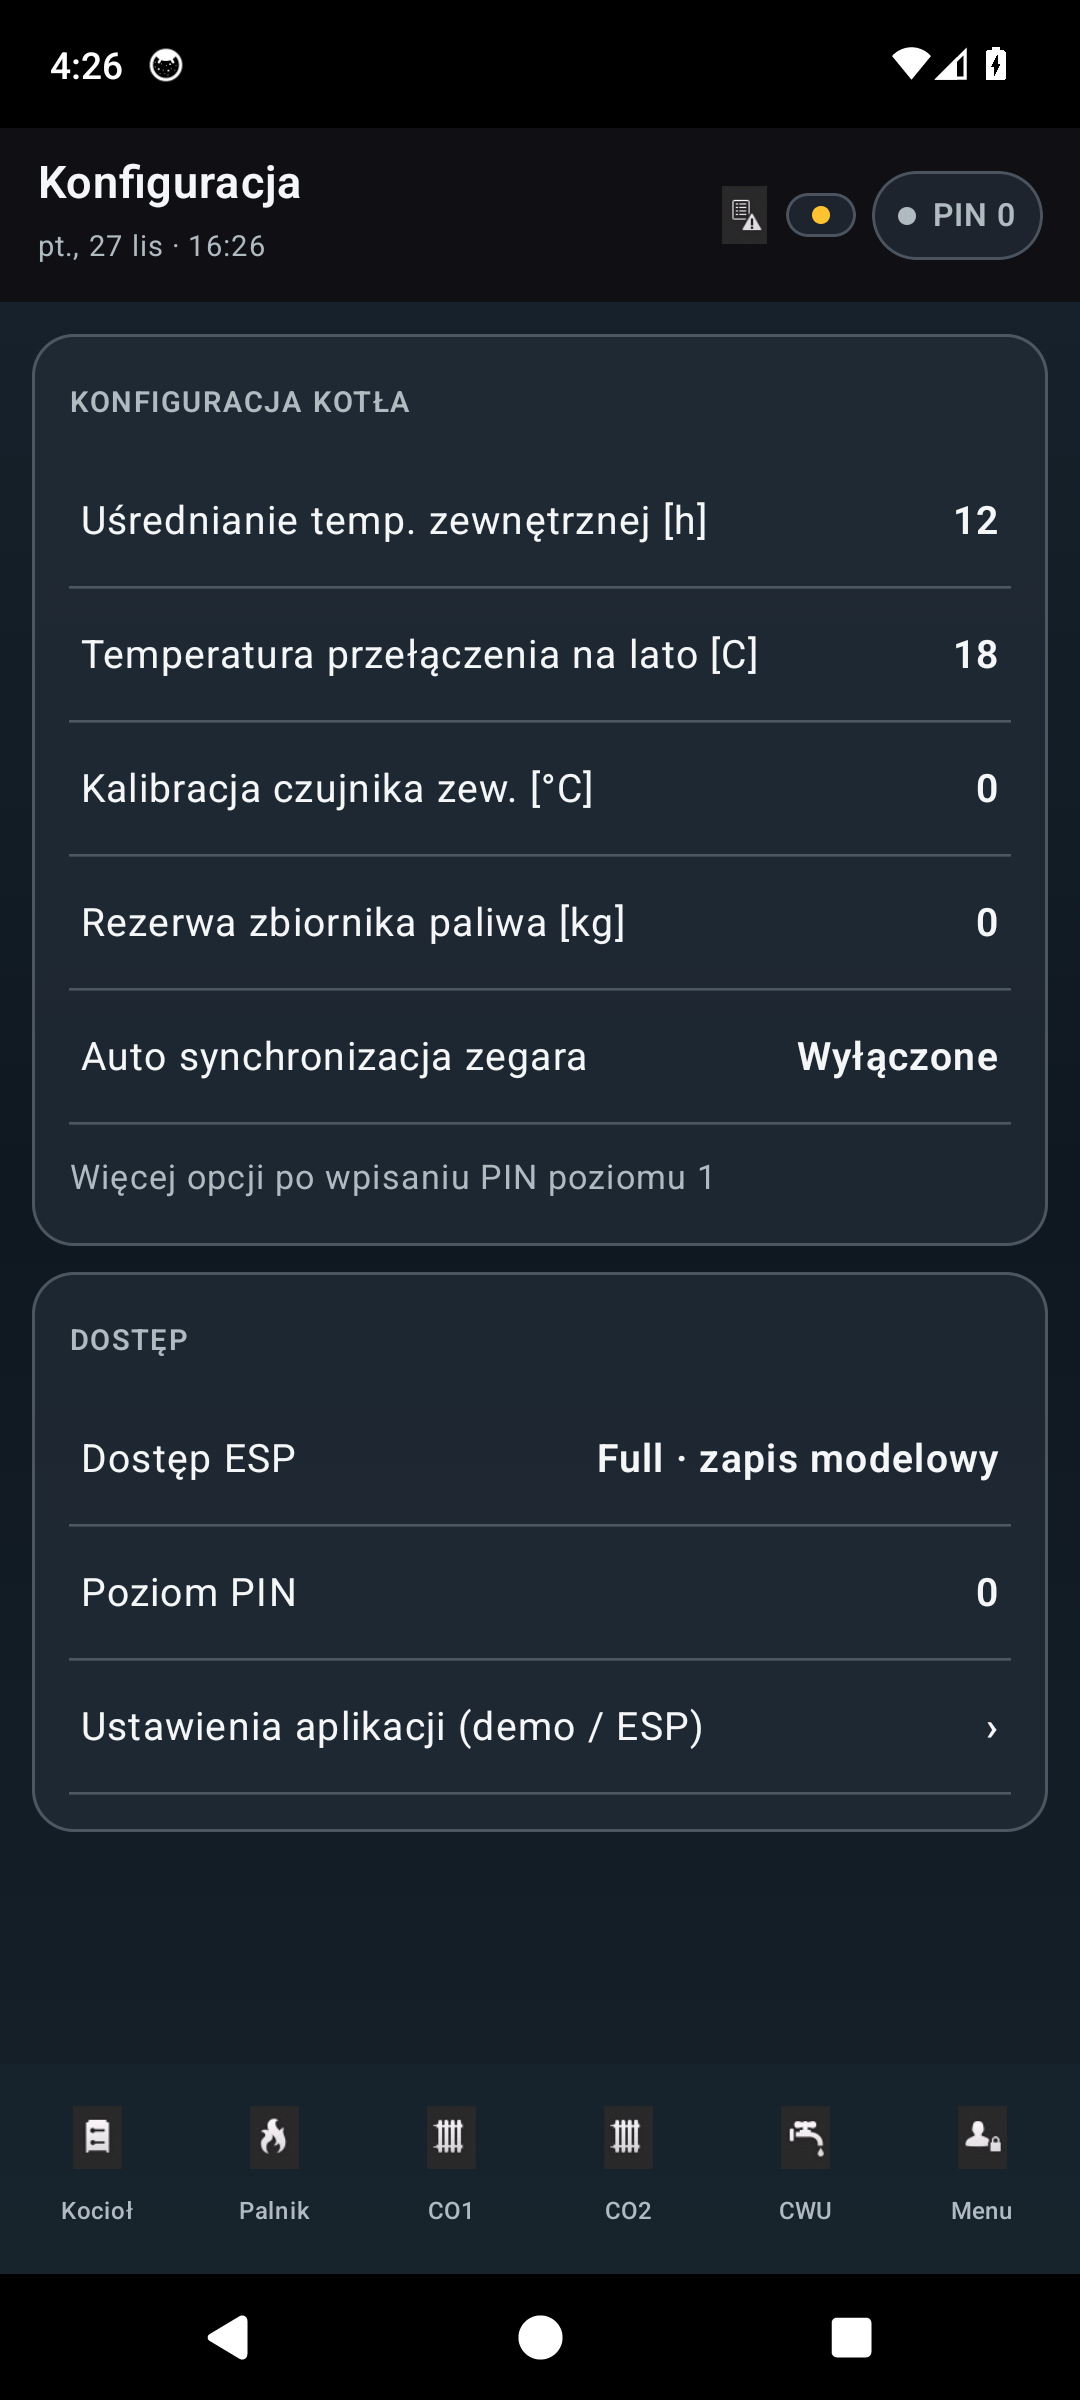 4:26
Konfiguracja
pt., 27 lis · 16:26
PIN 0
KONFIGURACJA KOTŁA
Uśrednianie temp. zewnętrznej [h] 12
Temperatura przełączenia na lato [C] 18
Kalibracja czujnika zew. [°C] 0
Rezerwa zbiornika paliwa [kg] 0
Auto synchronizacja zegara Wyłączone
Więcej opcji po wpisaniu PIN poziomu 1
DOSTĘP
Dostęp ESP Full · zapis modelowy
Poziom PIN 0
Ustawienia aplikacji (demo / ESP) ›
Kocioł Palnik CO1 CO2 CWU Menu